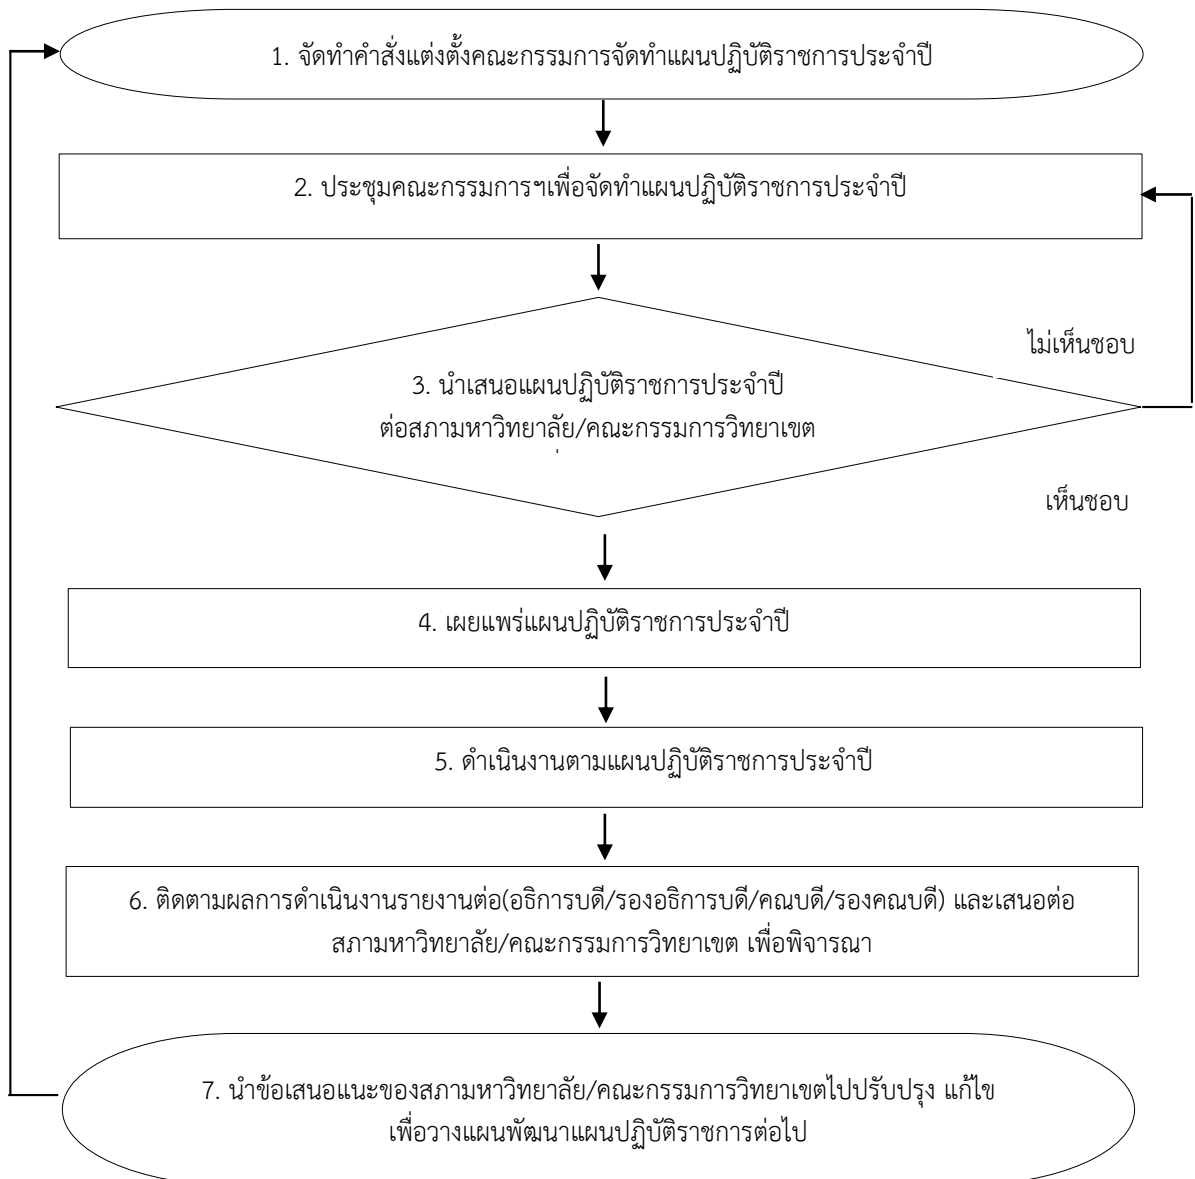 1. จัดทำคำสั่งแต่งตั้งคณะกรรมการจัดทำแผนปฏิบัติราชการประจำปี
2. ประชุมคณะกรรมการฯเพื่อจัดทำแผนปฏิบัติราชการประจำปี
ไม่เห็นชอบ
3. นำเสนอแผนปฏิบัติราชการประจำปี
ต่อสภามหาวิทยาลัย/คณะกรรมการวิทยาเขต
เห็นชอบ
4. เผยแพร่แผนปฏิบัติราชการประจำปี
5. ดำเนินงานตามแผนปฏิบัติราชการประจำปี
6. ติดตามผลการดำเนินงานรายงานต่อ(อธิการบดี/รองอธิการบดี/คณบดี/รองคณบดี) และเสนอต่อ
สภามหาวิทยาลัย/คณะกรรมการวิทยาเขต เพื่อพิจารณา
7. นำข้อเสนอแนะของสภามหาวิทยาลัย/คณะกรรมการวิทยาเขตไปปรับปรุง แก้ไข
เพื่อวางแผนพัฒนาแผนปฏิบัติราชการต่อไป